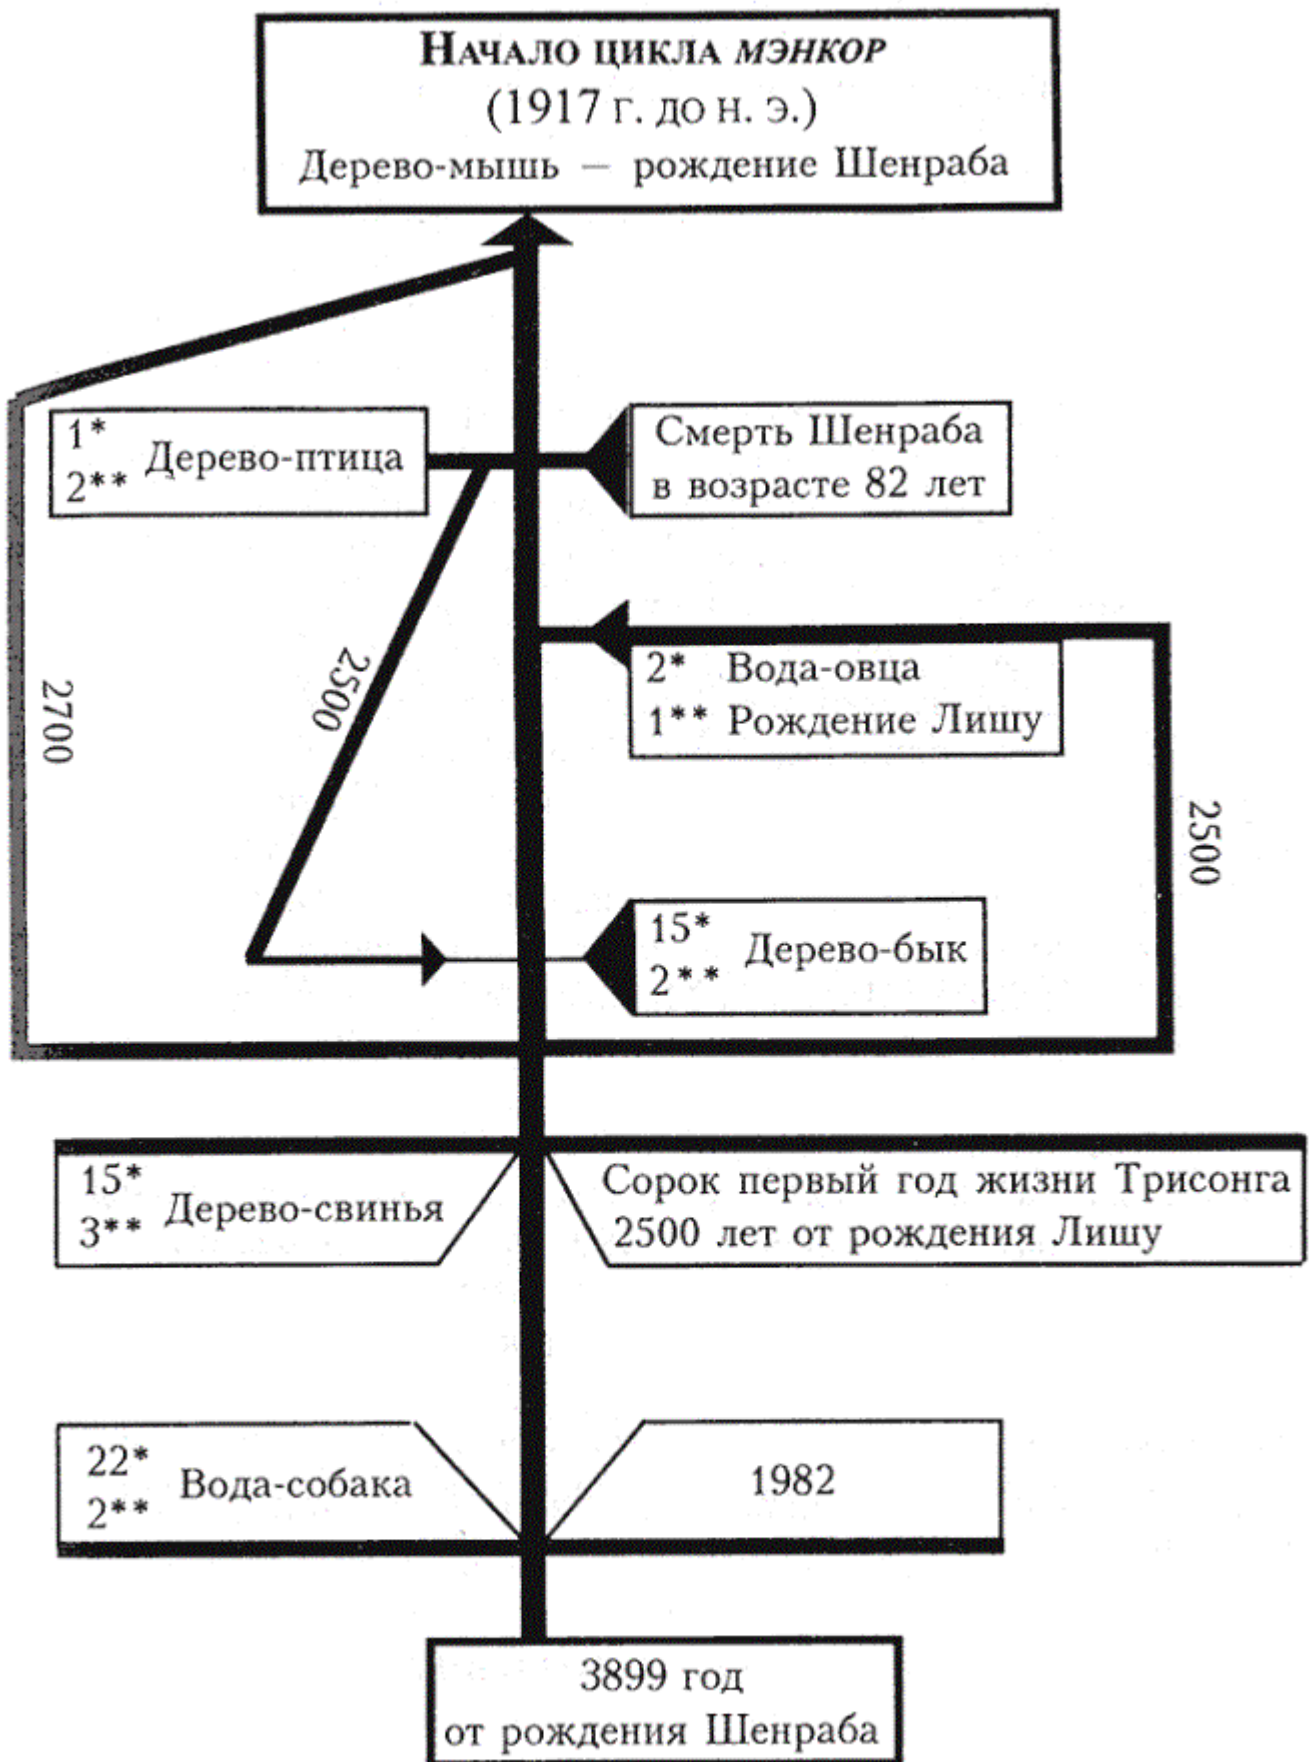 НАЧАЛО ЦИКЛА МЭНКОР
(1917 Г. ДО Н. Э.)
Дерево-мышь — рождение Шенраба
1*
2**
Дерево-птица
Смерть Шенраба
в возрасте 82 лет
2500
2700
2* Вода-овца
1** Рождение Лишу
2500
15*
2**
Дерево-бык
15*
3**
Дерево-свинья
Сорок первый год жизни Трисонга
2500 лет от рождения Лишу
22*
2**
Вода-собака
1982
3899 год
от рождения Шенраба